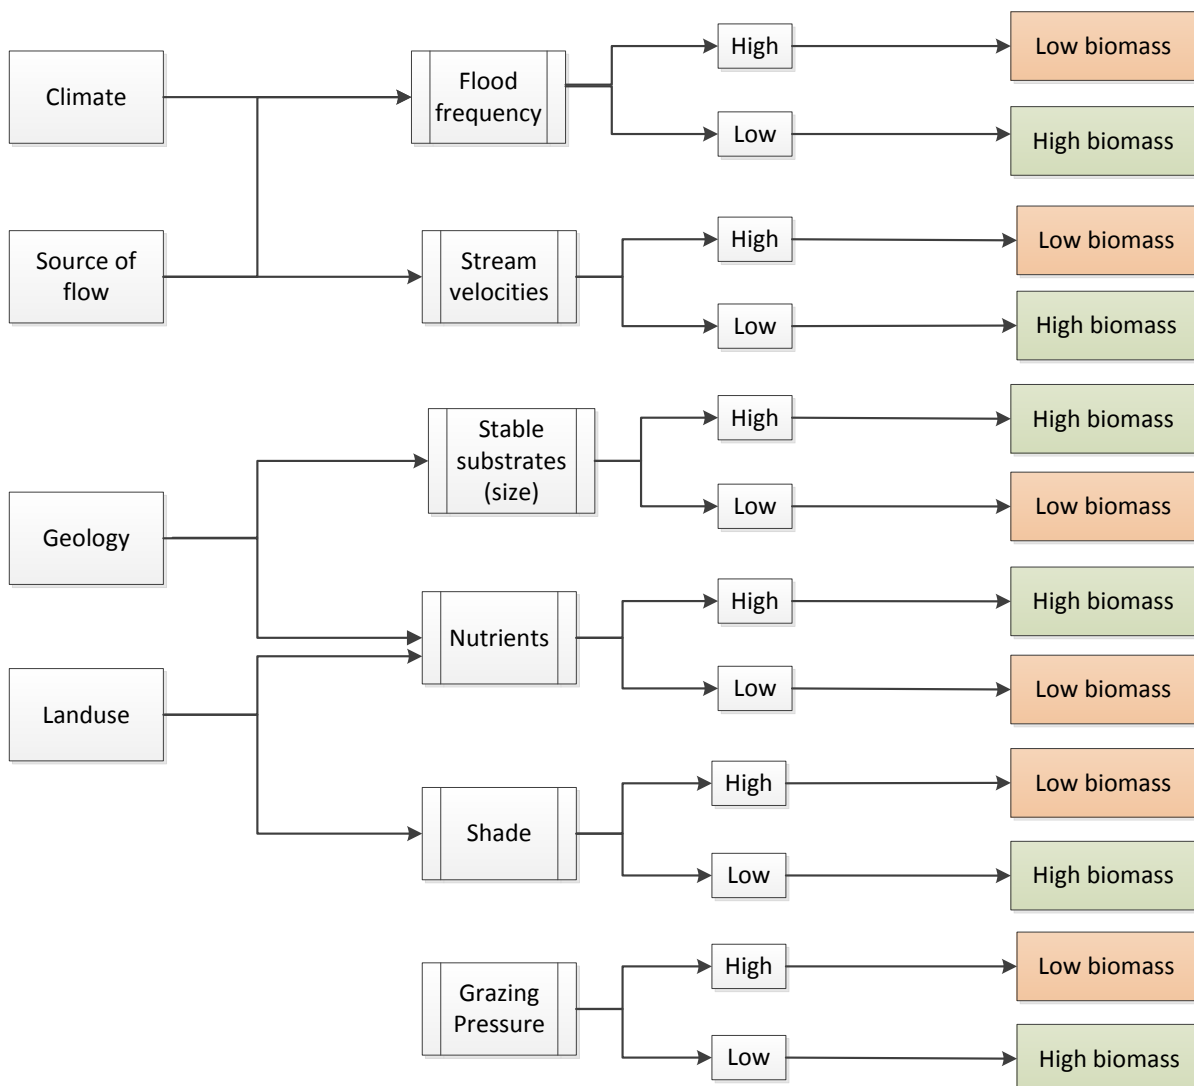 High
Low biomass
Climate
Flood
frequency
Low
High biomass
High
Low biomass
Source of
flow
Stream
velocities
Low
High biomass
High
High biomass
Stable
substrates
(size)
Low
Low biomass
Geology
High
High biomass
Nutrients
Low
Low biomass
Landuse
High
Low biomass
Shade
Low
High biomass
High
Low biomass
Grazing
Pressure
Low
High biomass